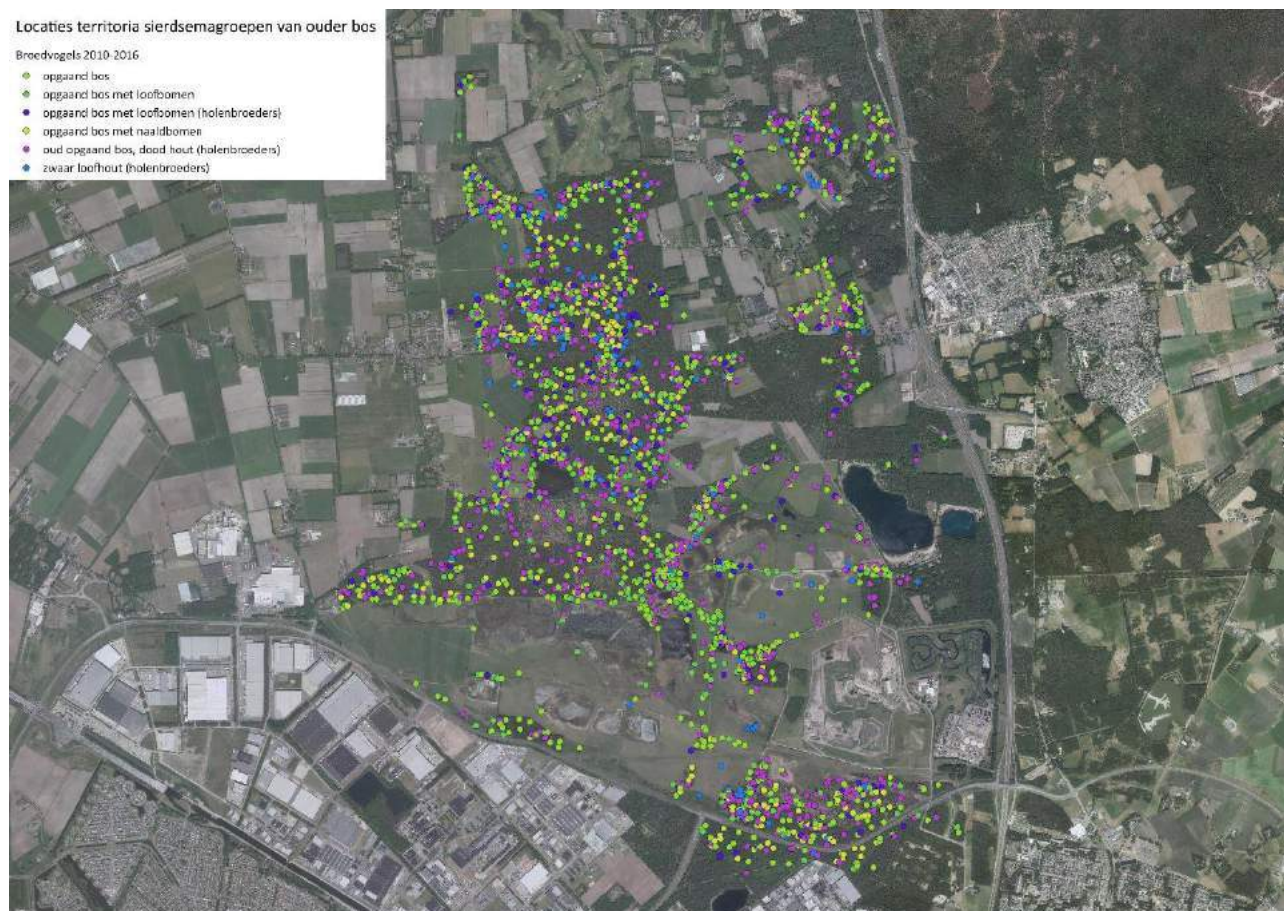 Locaties territoria sierdsemagroepen van ouder bos
Broedvogels 2010-2016
opgaand bos
opgaand bos met loofbomen
opgaand bos met loofbomen (holenbroeders)
opgaand bos met naaldbomen
oud opgaand bos, dood hout (holenbroeders)
zwaar loofhout (holenbroeders)